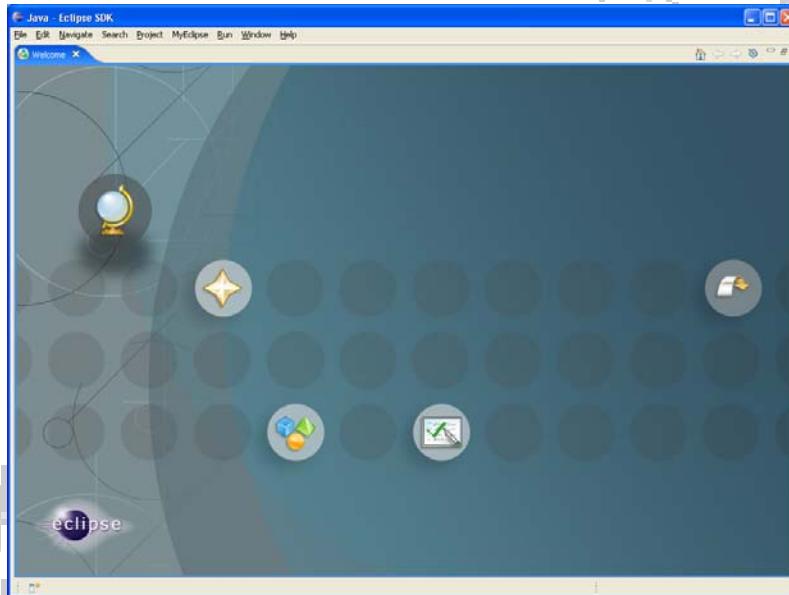 Java - Eclipse SDK
File Edit Navigate Search Project MyEclipse Run Window Help
Welcome
eclipse